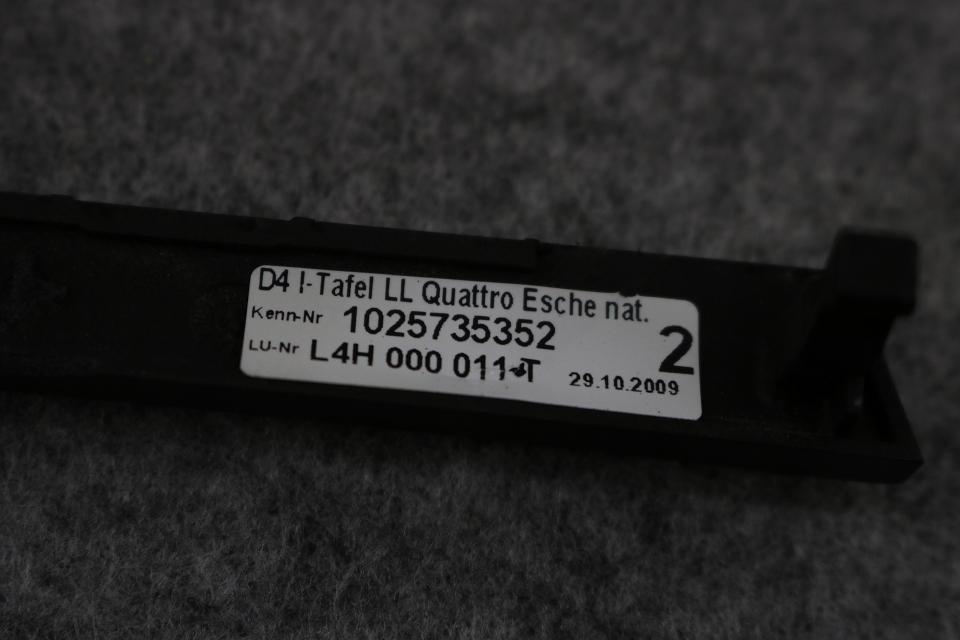 D4 I-Tafel LL Quattro Esche nat.
Kenn-Nr 1025735352
2
LU-Nr L4H 000 011-T 29.10.2009